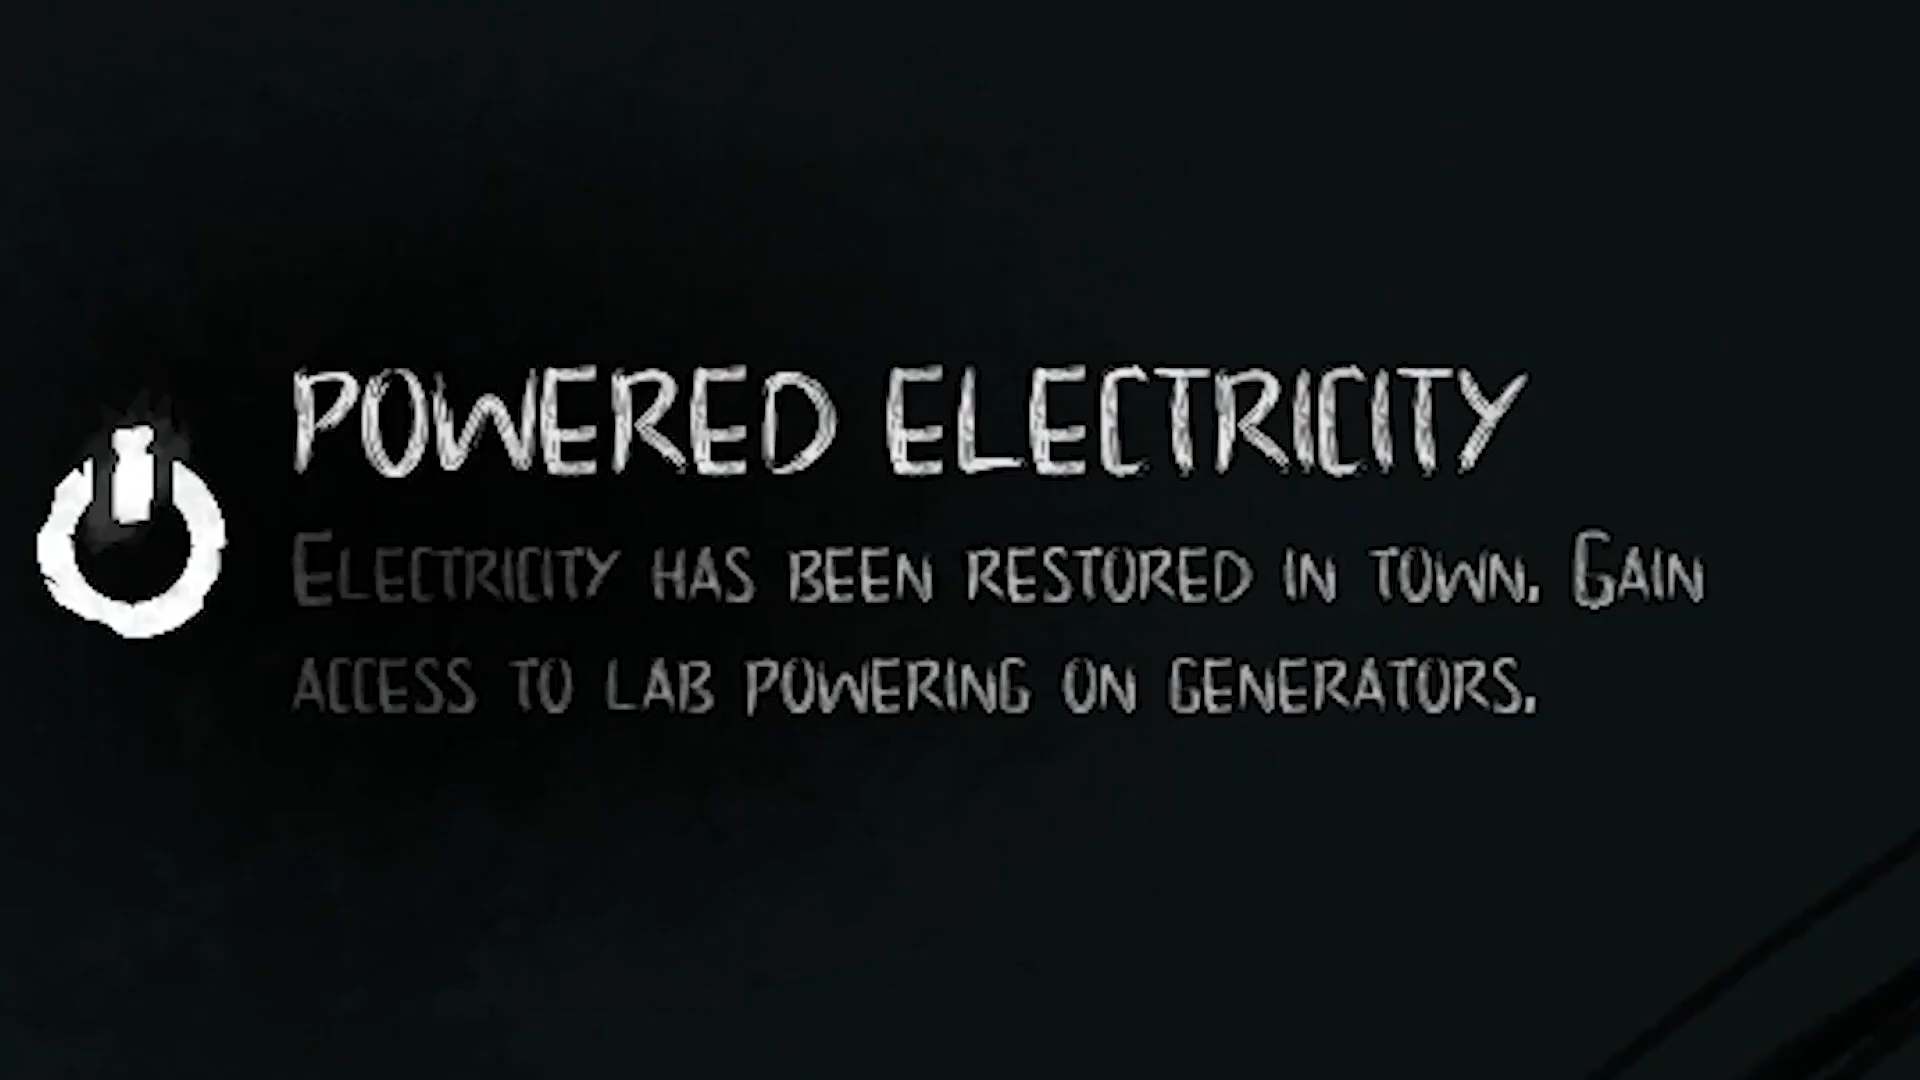 POWERED ELECTRICITY
ELECTRICITY HAS BEEN RESTORED IN TOWN. GAIN
ACCESS TO LAB POWERING ON GENERATORS.